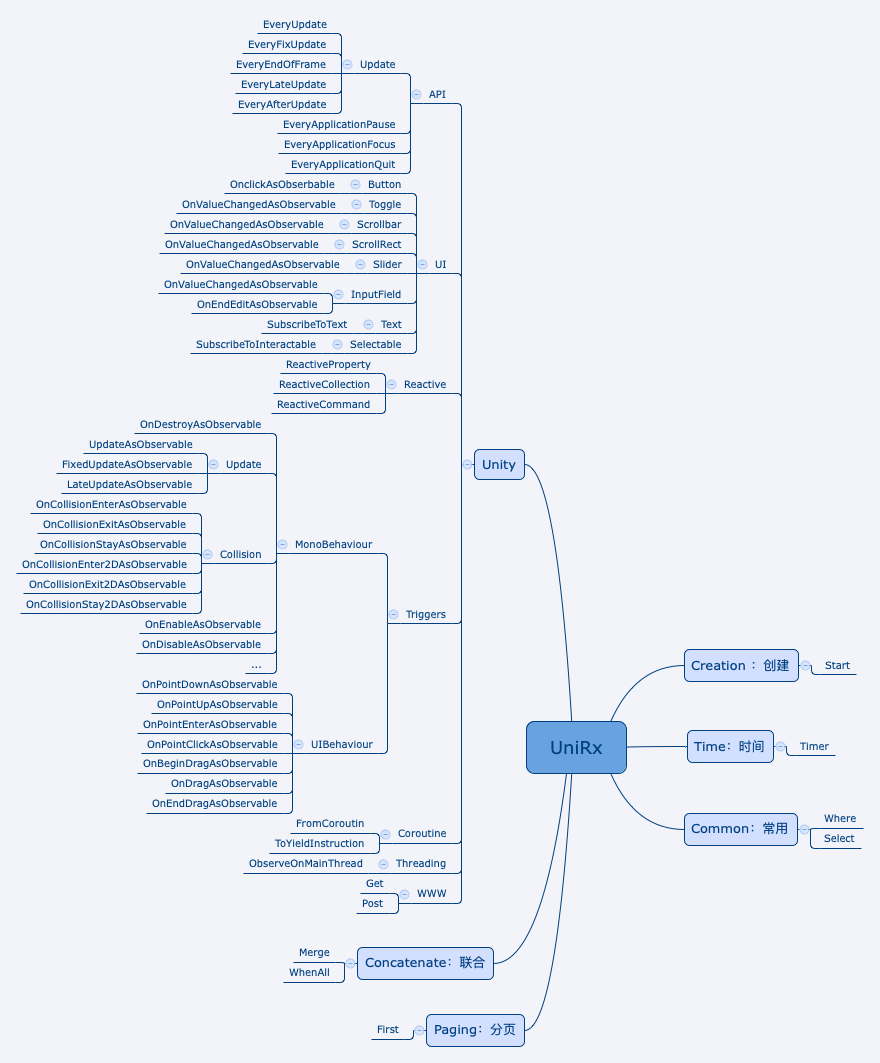 EveryUpdate
EveryFixUpdate
EveryEndOfFrame
Update
EveryLateUpdate
EveryAfterUpdate
API
EveryApplicationPause
EveryApplicationFocus
EveryApplicationQuit
OnclickAsObserbable
Button
OnValueChangedAsObservable
Toggle
OnValueChangedAsObservable
Scrollbar
OnValueChangedAsObservable
ScrollRect
OnValueChangedAsObservable
Slider
UI
OnValueChangedAsObservable
InputField
OnEndEditAsObservable
SubscribeToText
Text
SubscribeToInteractable
Selectable
ReactiveProperty
ReactiveCollection
Reactive
ReactiveCommand
OnDestroyAsObservable
UpdateAsObservable
FixedUpdateAsObservable
Update
LateUpdateAsObservable
Unity
OnCollisionEnterAsObservable
OnCollisionExitAsObservable
OnCollisionStayAsObservable
OnCollisionEnter2DAsObservable
OnCollisionExit2DAsObservable
OnCollisionStay2DAsObservable
Collision
MonoBehaviour
OnEnableAsObservable
OnDisableAsObservable
...
Triggers
OnPointDownAsObservable
OnPointUpAsObservable
OnPointEnterAsObservable
OnPointClickAsObservable
UIBehaviour
OnBeginDragAsObservable
OnDragAsObservable
OnEndDragAsObservable
FromCoroutin
ToYieldInstruction
Coroutine
ObserveOnMainThread
Threading
Get
Post
WWW
UniRx
Creation ：创建
Start
Time：时间
Timer
Common：常用
Where
Select
Merge
WhenAll
Concatenate：联合
First
Paging：分页